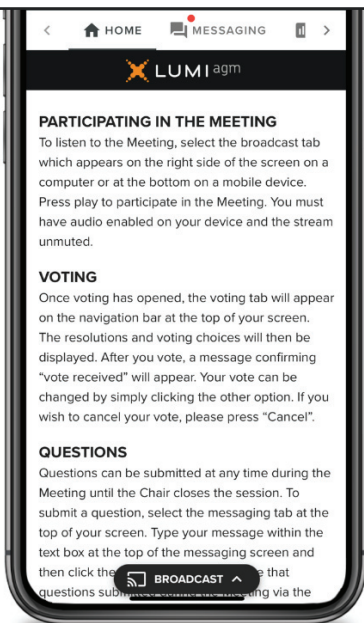 HOME MESSAGING
LUMI agm
PARTICIPATING IN THE MEETING
To listen to the Meeting, select the broadcast tab
which appears on the right side of the screen on a
computer or at the bottom on a mobile device.
Press play to participate in the Meeting. You must
have audio enabled on your device and the stream
unmuted.
VOTING
Once voting has opened, the voting tab will appear
on the navigation bar at the top of your screen.
The resolutions and voting choices will then be
displayed. After you vote, a message confirming
“vote received” will appear. Your vote can be
changed by simply clicking the other option. If you
wish to cancel your vote, please press “Cancel”.
QUESTIONS
Questions can be submitted at any time during the
Meeting until the Chair closes the session. To
submit a question, select the messaging tab at the
top of your screen. Type your message within the
text box at the top of the messaging screen and
then click the that
BROADCAST
questions via the